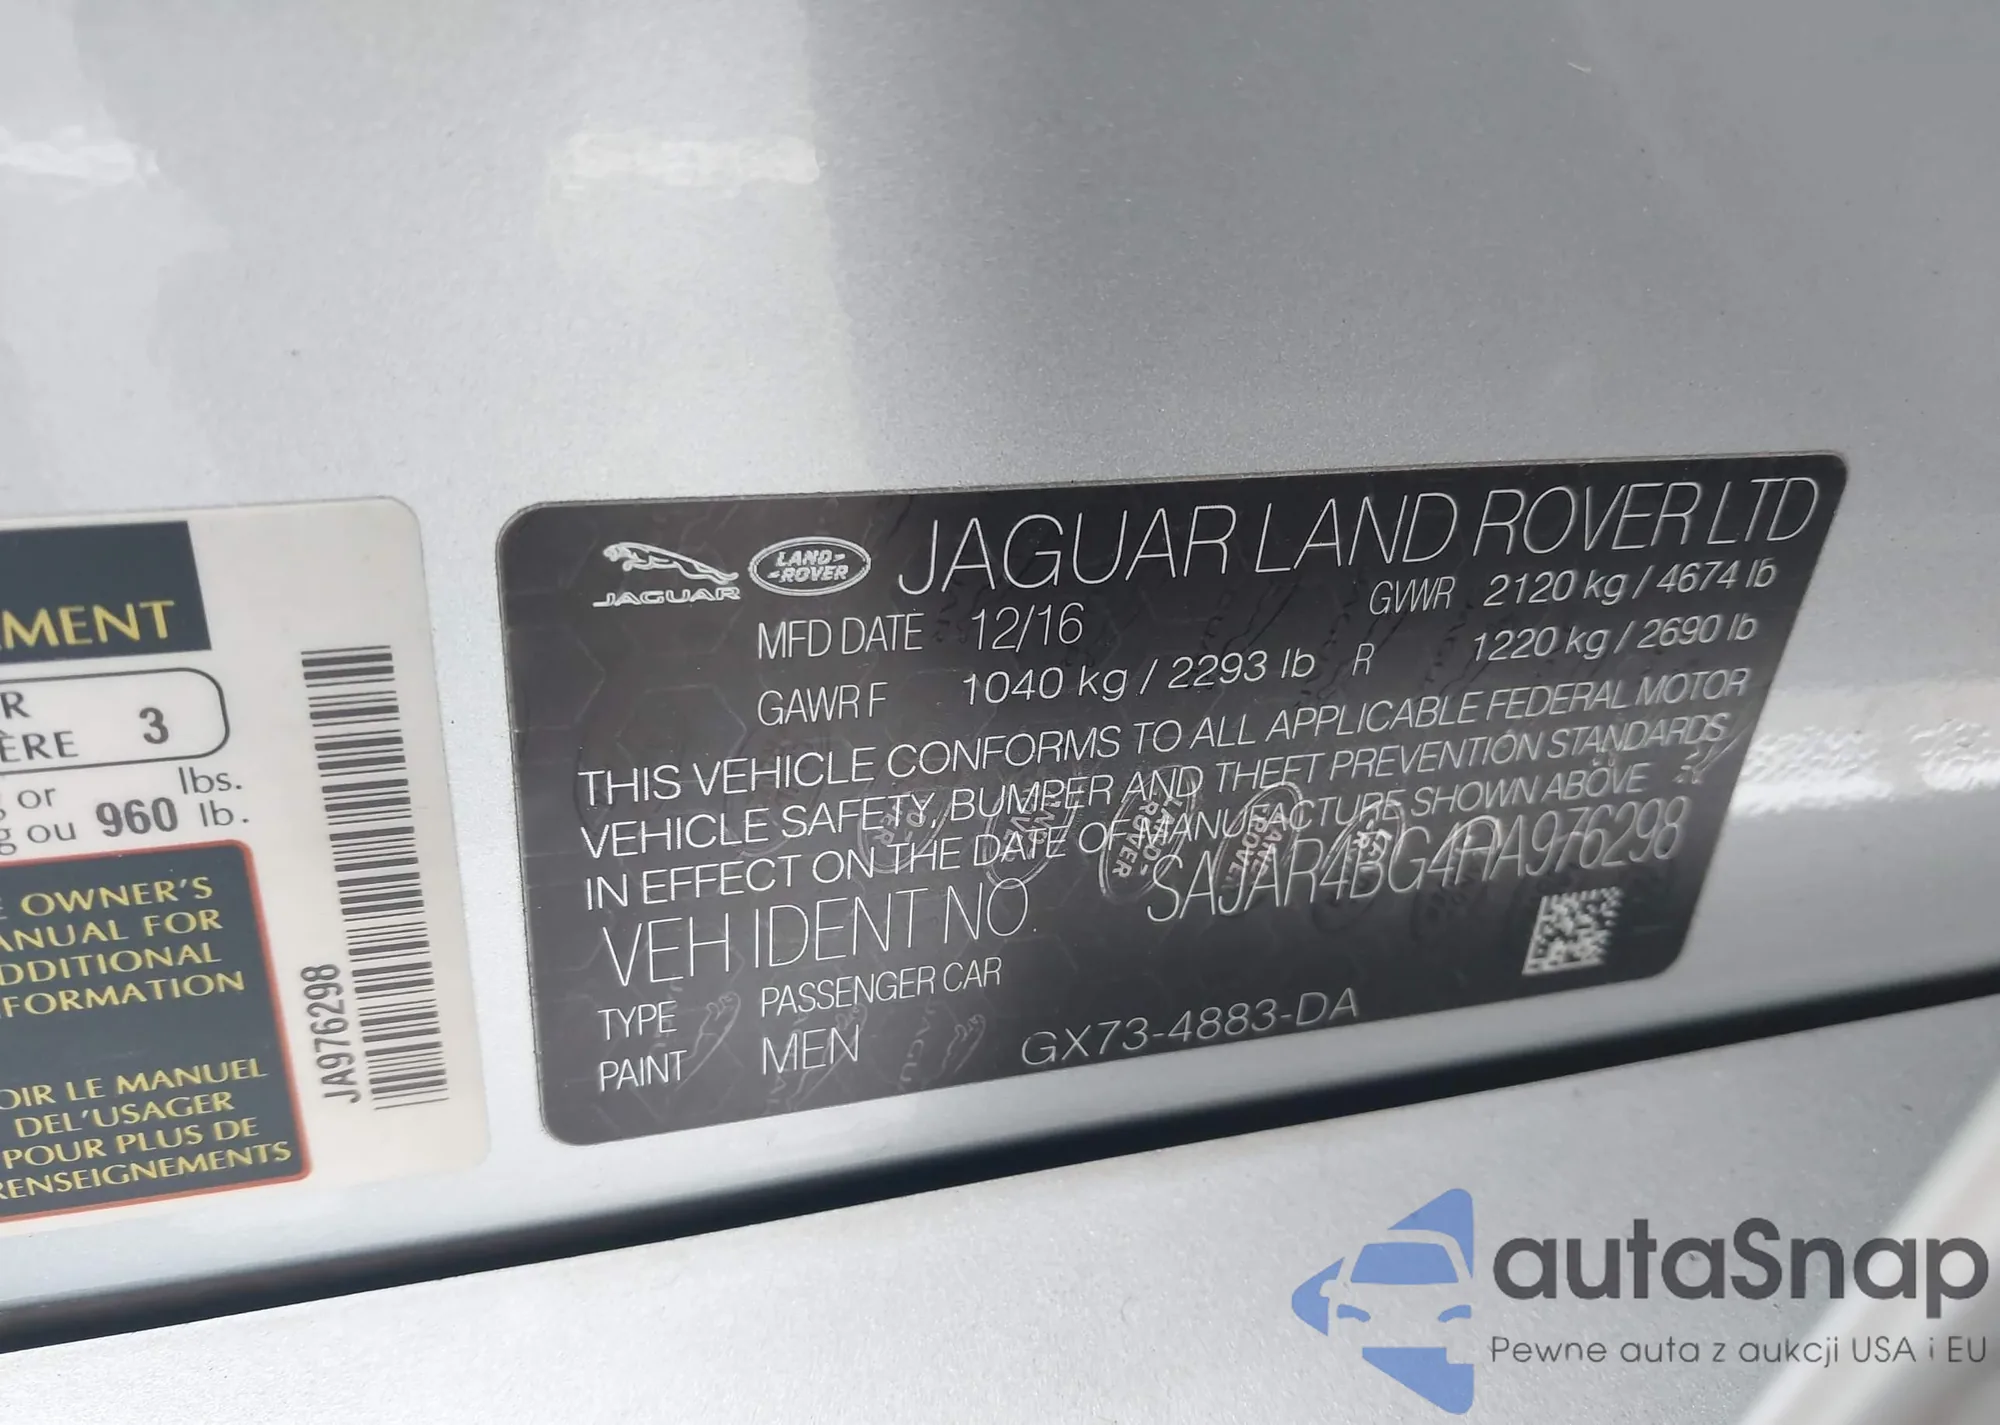 MENT
R
ÈRE 3
or lbs.
g ou 960 lb.
OWNER'S
ANUAL FOR
DDITIONAL
FORMATION
OIR LE MANUEL
DEL'USAGER
POUR PLUS DE
RENSEIGNEMENTS
JA976298
JAGUAR
LAND-
-ROVER
JAGUAR LAND ROVER LTD
MFD DATE 12/16 GVWR 2120 kg / 4674 lb
GAWR F 1040 kg / 2293 lb R 1220 kg / 2690 lb
THIS VEHICLE CONFORMS TO ALL APPLICABLE FEDERAL MOTOR
VEHICLE SAFETY, BUMPER AND THEFT PREVENTION STANDARDS
IN EFFECT ON THE DATE OF MANUFACTURE SHOWN ABOVE
VEH IDENT NO. SAJAR4BG4HA976298
TYPE PASSENGER CAR
PAINT MEN GX73-4883-DA
autaSnap
Pewne auta z aukcji USA i EU